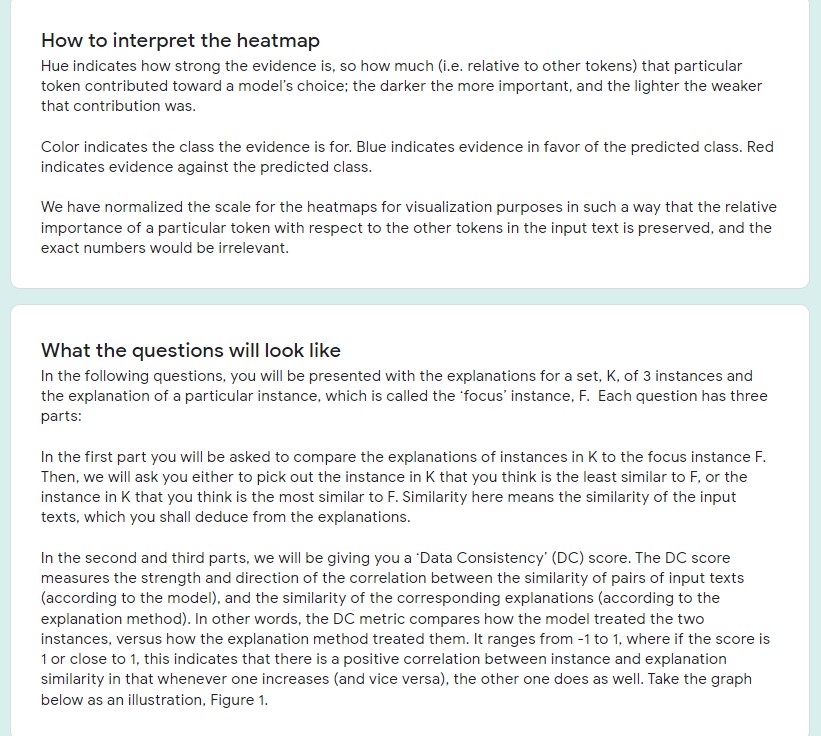 How to interpret the heatmap
Hue indicates how strong the evidence is, so how much (i.e. relative to other tokens) that particular
token contributed toward a model's choice; the darker the more important, and the lighter the weaker
that contribution was.
Color indicates the class the evidence is for. Blue indicates evidence in favor of the predicted class. Red
indicates evidence against the predicted class.
We have normalized the scale for the heatmaps for visualization purposes in such a way that the relative
importance of a particular token with respect to the other tokens in the input text is preserved, and the
exact numbers would be irrelevant.
What the questions will look like
In the following questions, you will be presented with the explanations for a set, K, of 3 instances and
the explanation of a particular instance, which is called the 'focus' instance, F.  Each question has three
parts:
In the first part you will be asked to compare the explanations of instances in K to the focus instance F.
Then, we will ask you either to pick out the instance in K that you think is the least similar to F, or the
instance in K that you think is the most similar to F. Similarity here means the similarity of the input
texts, which you shall deduce from the explanations.
In the second and third parts, we will be giving you a 'Data Consistency' (DC) score. The DC score
measures the strength and direction of the correlation between the similarity of pairs of input texts
(according to the model), and the similarity of the corresponding explanations (according to the
explanation method). In other words, the DC metric compares how the model treated the two
instances, versus how the explanation method treated them. It ranges from -1 to 1, where if the score is
1 or close to 1, this indicates that there is a positive correlation between instance and explanation
similarity in that whenever one increases (and vice versa), the other one does as well. Take the graph
below as an illustration, Figure 1.